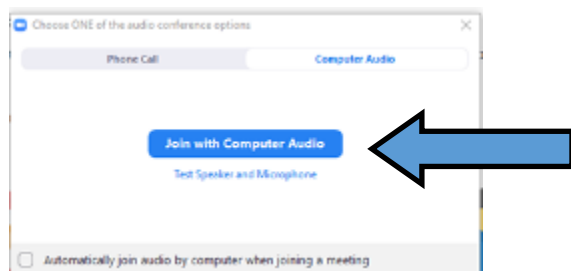 Choose ONE of the audio conference options
Phone Call
Computer Audio
Join with Computer Audio
Test Speaker and Microphone
Automatically join audio by computer when joining a meeting